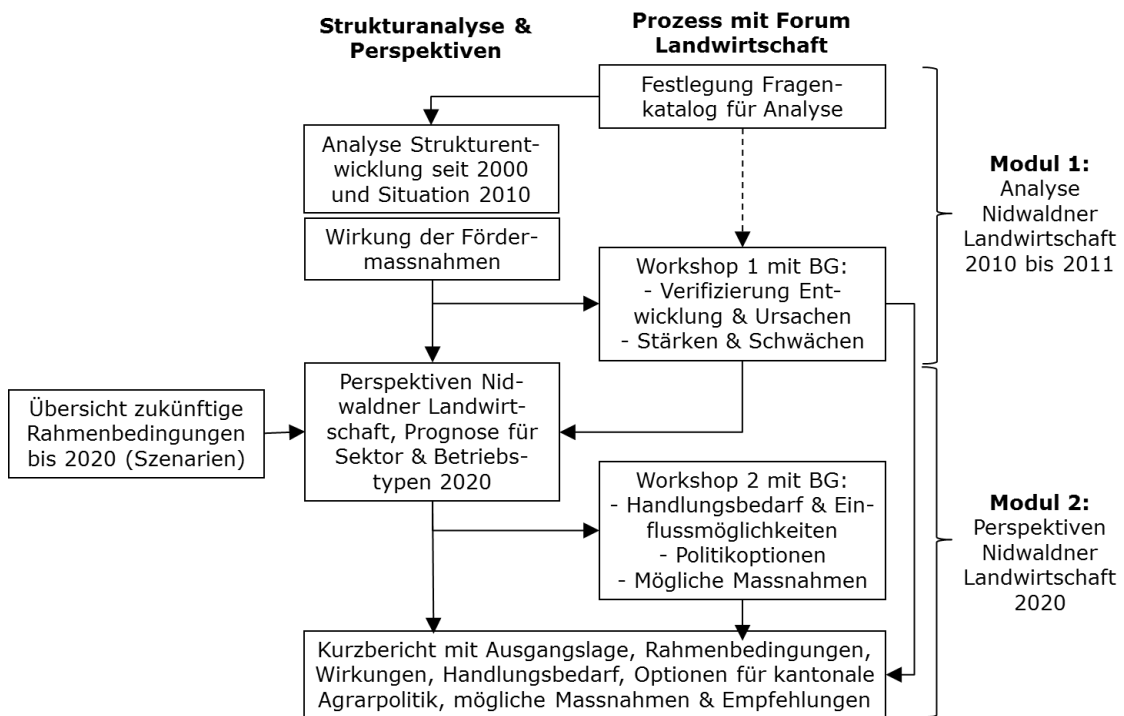 Strukturanalyse &
Perspektiven
Prozess mit Forum
Landwirtschaft
Festlegung Fragen-
katalog für Analyse
Analyse Strukturent-
wicklung seit 2000
und Situation 2010
Wirkung der Förder-
massnahmen
Workshop 1 mit BG:
- Verifizierung Ent-
wicklung & Ursachen
- Stärken & Schwächen
Modul 1:
Analyse
Nidwaldner
Landwirtschaft
2010 bis 2011
Übersicht zukünftige
Rahmenbedingungen
bis 2020 (Szenarien)
Perspektiven Nid-
waldner Landwirt-
schaft, Prognose für
Sektor & Betriebs-
typen 2020
Workshop 2 mit BG:
- Handlungsbedarf & Ein-
flussmöglichkeiten
- Politikoptionen
- Mögliche Massnahmen
Modul 2:
Perspektiven
Nidwaldner
Landwirtschaft
2020
Kurzbericht mit Ausgangslage, Rahmenbedingungen,
Wirkungen, Handlungsbedarf, Optionen für kantonale
Agrarpolitik, mögliche Massnahmen & Empfehlungen